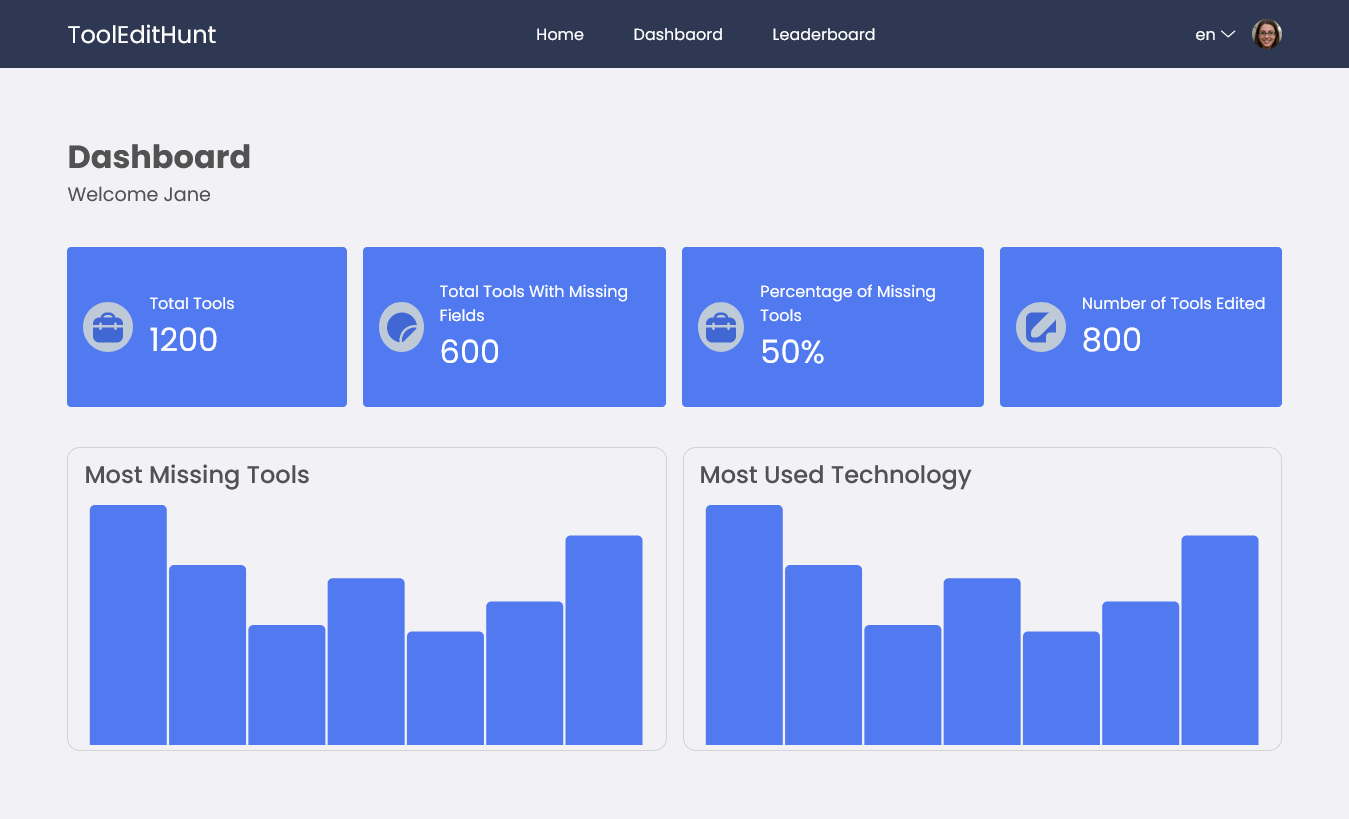 ToolEditHunt
Home
Dashbaord
Leaderboard
en
Dashboard
Welcome Jane
Total Tools
1200
Total Tools With Missing
Fields
600
Percentage of Missing
Tools
50%
Number of Tools Edited
800
Most Missing Tools
Most Used Technology